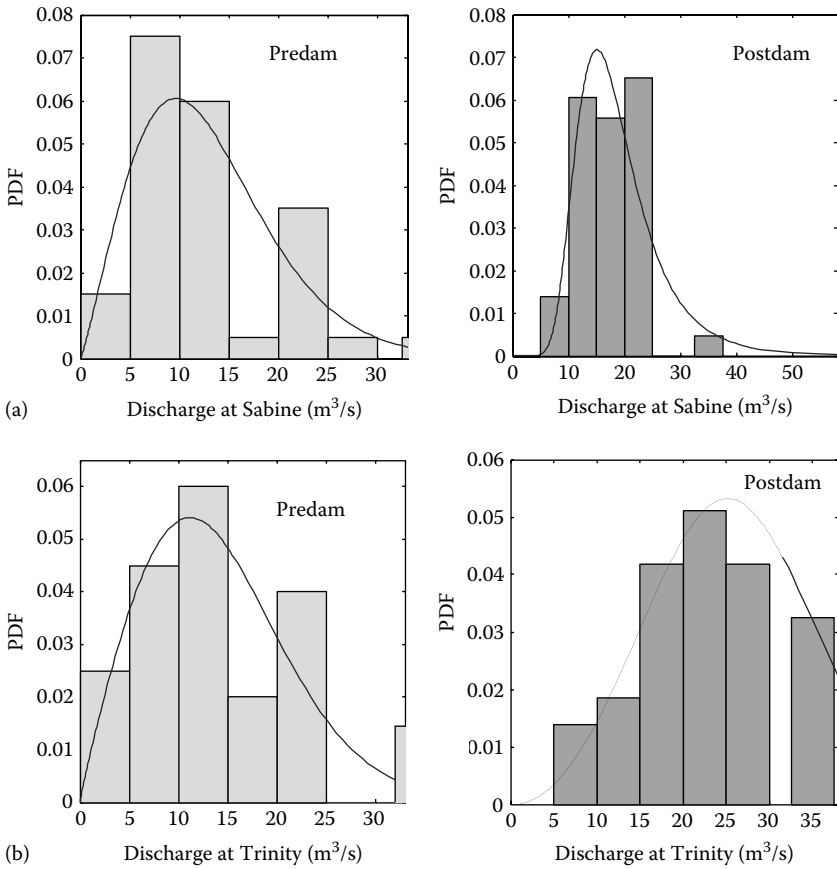 0.08
0.07
0.06
0.05
0.04
0.03
0.02
0.01
0
PDF
Predam
0 5 10 15 20 25 30
Discharge at Sabine (m³/s)
0.08
0.07
0.06
0.05
0.04
0.03
0.02
0.01
0
PDF
Postdam
0 10 20 30 40 50
Discharge at Sabine (m³/s)
(a)
0.06
0.05
0.04
0.03
0.02
0.01
0
PDF
Predam
0 5 10 15 20 25 30
Discharge at Trinity (m³/s)
0.06
0.05
0.04
0.03
0.02
0.01
0
PDF
Postdam
0 5 10 15 20 25 30 35
Discharge at Trinity (m³/s)
(b)